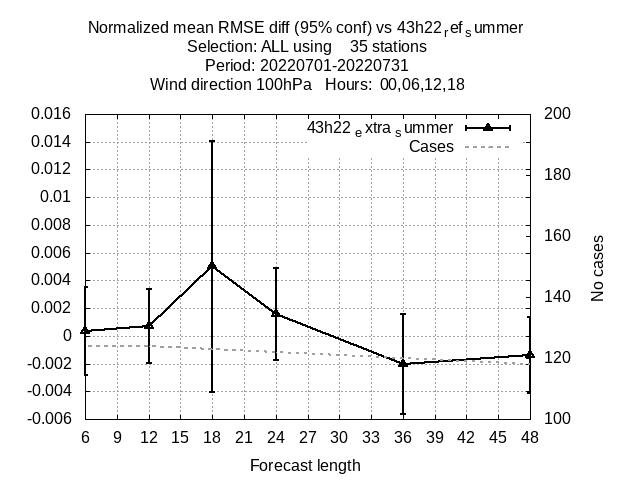 Normalized mean RMSE diff (95% conf) vs 43h22refsummer
Selection: ALL using 35 stations
Period: 20220701-20220731
Wind direction 100hPa Hours: 00,06,12,18
43h22extrasummer
Cases
0.016
0.014
0.012
0.01
0.008
0.006
0.004
0.002
0
-0.002
-0.004
-0.006
200
180
160
140
120
100
No cases
6 9 12 15 18 21 24 27 30 33 36 39 42 45 48
Forecast length